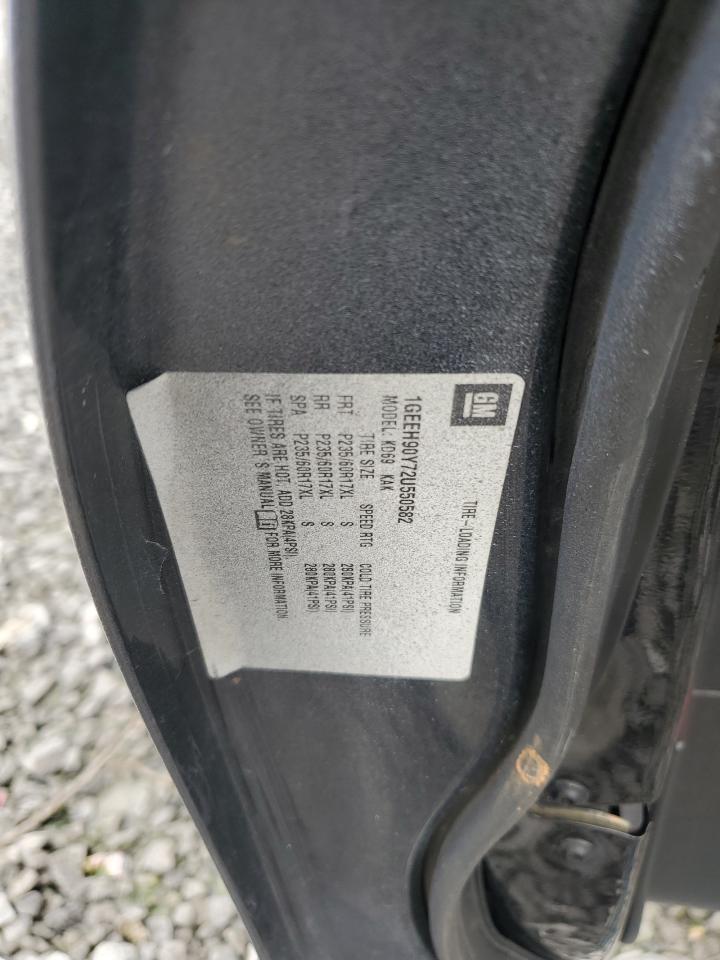 GM
TIRE-LOADING INFORMATION
1GEEH90Y72U550582
MODEL: KD69 KAK
TIRE SIZE SPEED RTG COLD TIRE PRESSURE
FRT P235/60R17XL S 280KPA(41PSI)
RR P235/60R17XL S 280KPA(41PSI)
SPA P235/60R17XL S 280KPA(41PSI)
IF TIRES ARE HOT, ADD 28KPA(4PSI).
SEE OWNER'S MANUAL FOR MORE INFORMATION